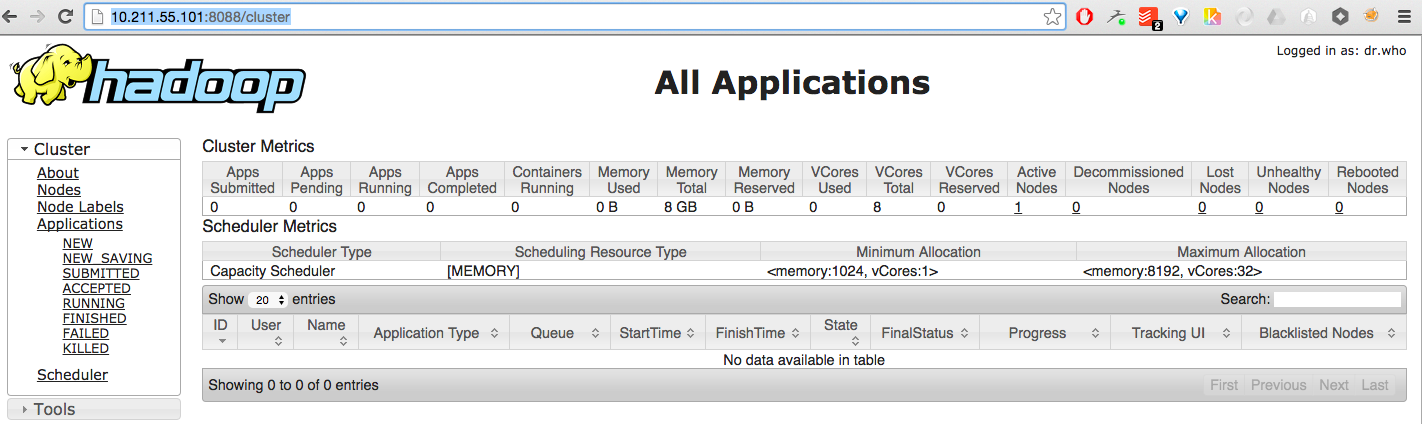 10.211.55.101:8088/cluster
2
Logged in as: dr.who
hadoop
All Applications
Cluster
About
Nodes
Node Labels
Applications
NEW
NEW_SAVING
SUBMITTED
ACCEPTED
RUNNING
FINISHED
FAILED
KILLED
Scheduler
Tools
Cluster Metrics
Apps Submitted Apps Pending Apps Running Apps Completed Containers Running Memory Used Memory Total Memory Reserved VCores Used VCores Total VCores Reserved Active Nodes Decommissioned Nodes Lost Nodes Unhealthy Nodes Rebooted Nodes
0 0 0 0 0 0 B 8 GB 0 B 0 8 0 1 0 0 0 0
Scheduler Metrics
Scheduler Type Scheduling Resource Type Minimum Allocation Maximum Allocation
Capacity Scheduler [MEMORY] <memory:1024, vCores:1> <memory:8192, vCores:32>
Show 20 entries Search:
ID User Name Application Type Queue StartTime FinishTime State FinalStatus Progress Tracking UI Blacklisted Nodes
No data available in table
Showing 0 to 0 of 0 entries First Previous Next Last